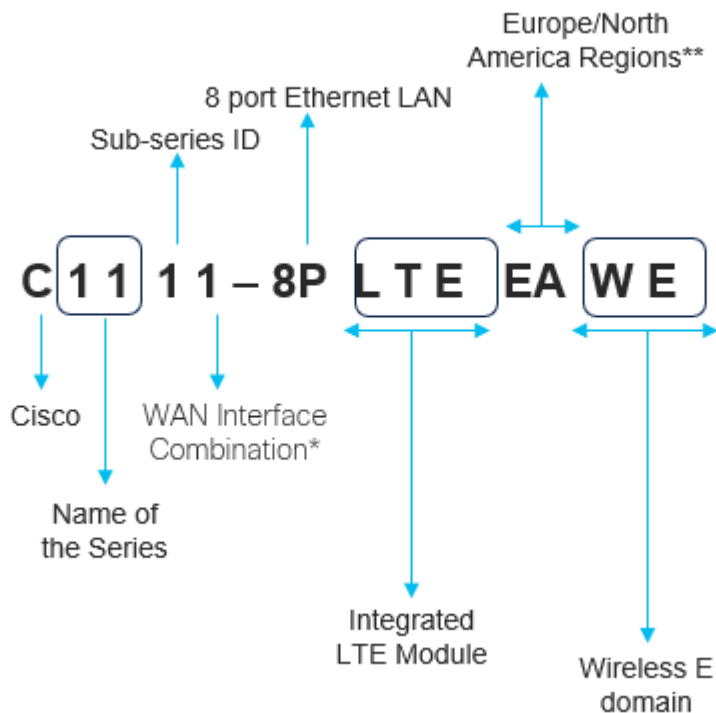 Europe/North
America Regions**
8 port Ethernet LAN
Sub-series ID
C 1 1 1 1 – 8P L T E EA W E
Cisco
WAN Interface
Combination*
Name of
the Series
Integrated
LTE Module
Wireless E
domain